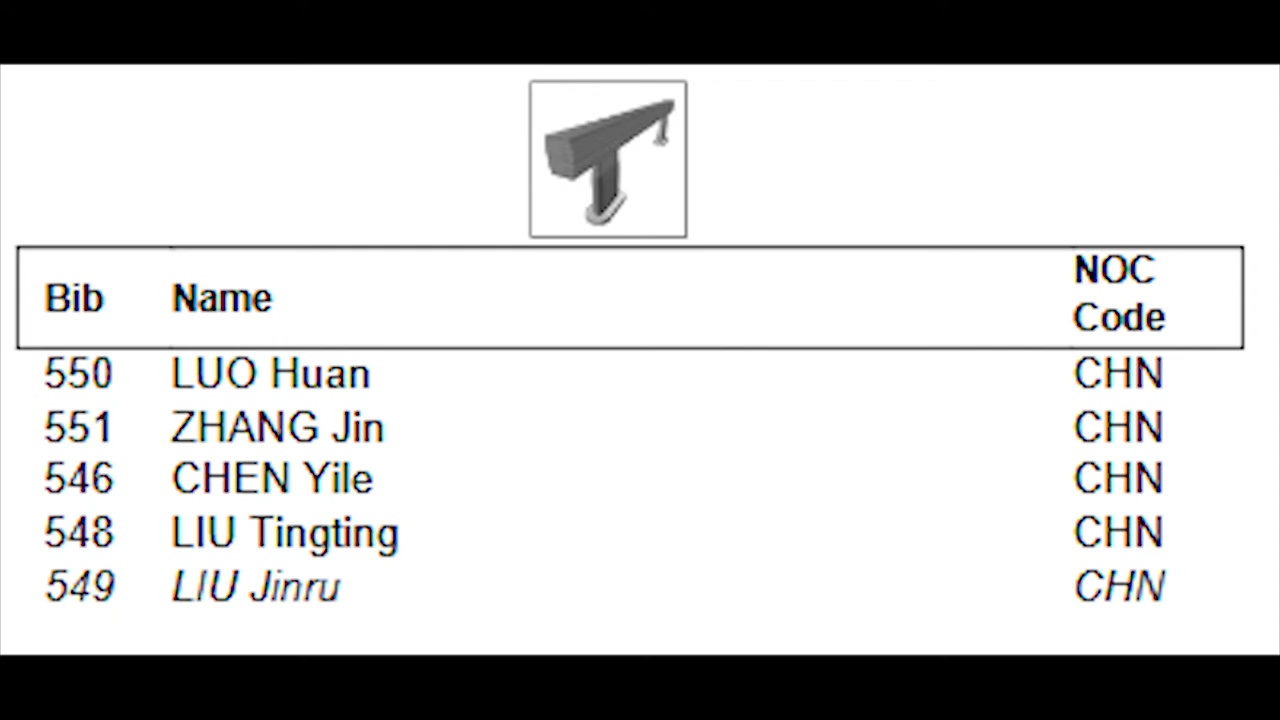 Bib Name NOC Code
550 LUO Huan CHN
551 ZHANG Jin CHN
546 CHEN Yile CHN
548 LIU Tingting CHN
549 LIU Jinru CHN